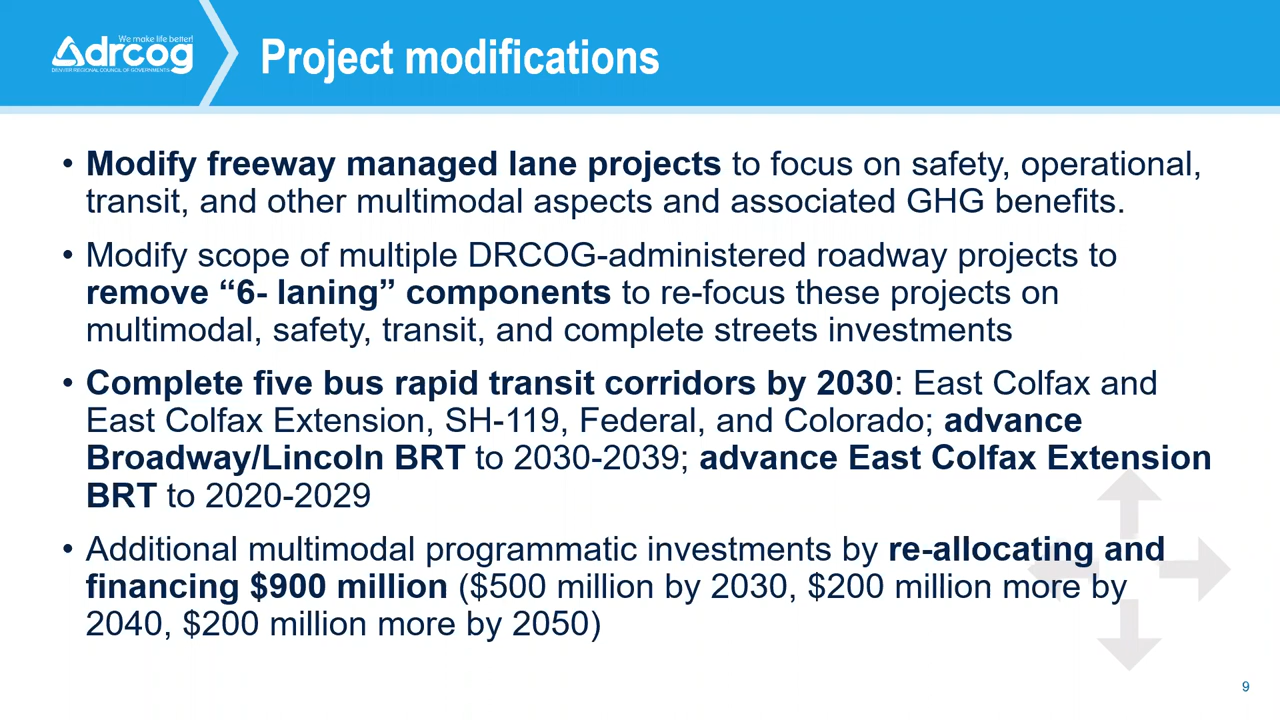 We make life better!
drcog
DENVER REGIONAL COUNCIL OF GOVERNMENTS
Project modifications
• Modify freeway managed lane projects to focus on safety, operational,
transit, and other multimodal aspects and associated GHG benefits.
• Modify scope of multiple DRCOG-administered roadway projects to
remove “6- laning” components to re-focus these projects on
multimodal, safety, transit, and complete streets investments
• Complete five bus rapid transit corridors by 2030: East Colfax and
East Colfax Extension, SH-119, Federal, and Colorado; advance
Broadway/Lincoln BRT to 2030-2039; advance East Colfax Extension
BRT to 2020-2029
• Additional multimodal programmatic investments by re-allocating and
financing $900 million ($500 million by 2030, $200 million more by
2040, $200 million more by 2050)
9